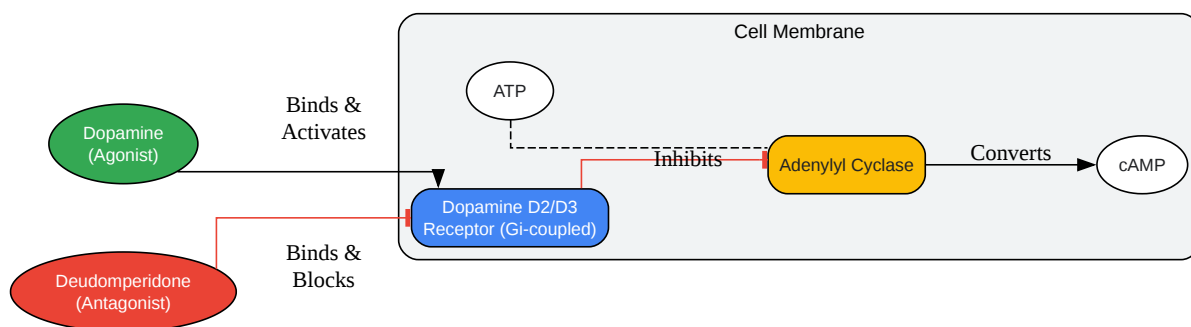 Cell Membrane
ATP
Binds &
Activates
Dopamine
(Agonist)
Inhibits
Adenylyl Cyclase
Converts
cAMP
Dopamine D2/D3
Receptor (Gi-coupled)
Binds &
Blocks
Deudomperidone
(Antagonist)